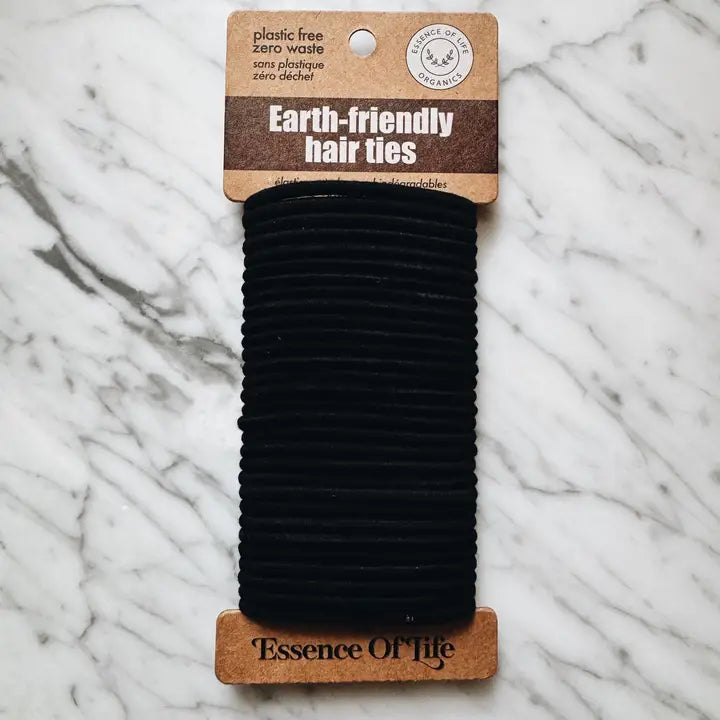 plastic free
zero waste
sans plastique
zéro déchet
ESSENCE OF LIFE
ORGANICS
Earth-friendly
hair ties
Essence Of Life